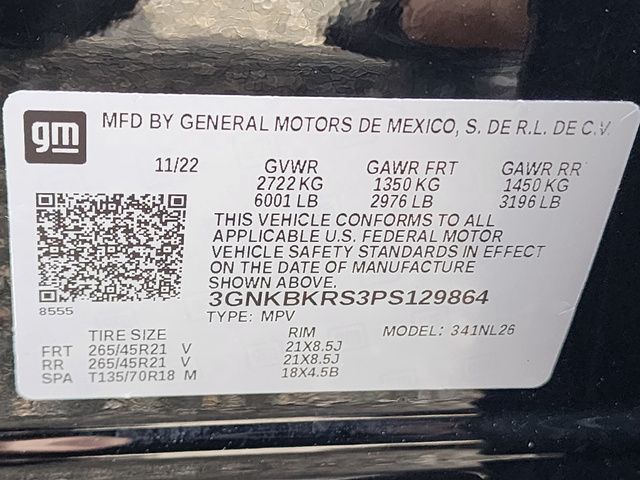 gm
MFD BY GENERAL MOTORS DE MEXICO, S. DE R.L. DE C.V.
11/22 GVWR GAWR FRT GAWR RR
2722 KG 1350 KG 1450 KG
6001 LB 2976 LB 3196 LB
THIS VEHICLE CONFORMS TO ALL
APPLICABLE U.S. FEDERAL MOTOR
VEHICLE SAFETY STANDARDS IN EFFECT
ON THE DATE OF MANUFACTURE
SHOWN ABOVE.
3GNKBKRS3PS129864
8555
TYPE: MPV
TIRE SIZE RIM MODEL: 341NL26
FRT 265/45R21 V 21X8.5J
RR 265/45R21 V 21X8.5J
SPA T135/70R18 M 18X4.5B